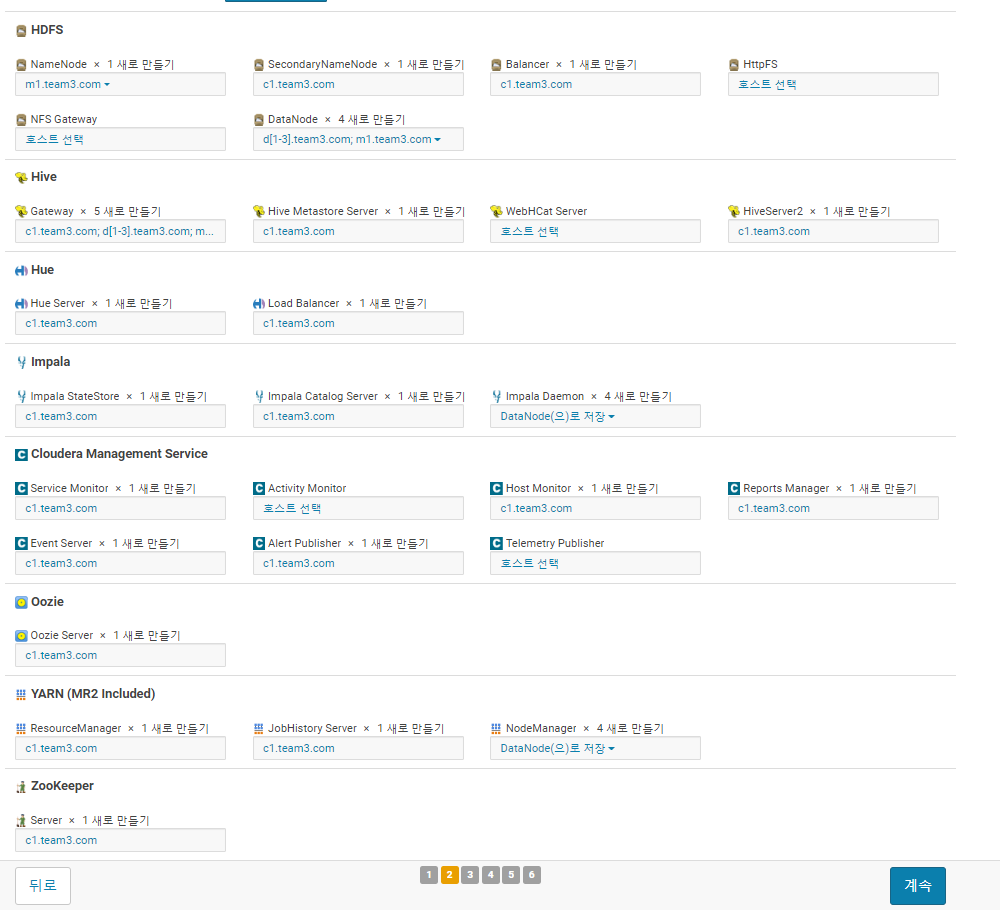 HDFS
NameNode × 1 새로 만들기 SecondaryNameNode × 1 새로 만들기 Balancer × 1 새로 만들기 HttpFS
m1.team3.com c1.team3.com c1.team3.com 호스트 선택
NFS Gateway DataNode × 4 새로 만들기
호스트 선택 d[1-3].team3.com; m1.team3.com
Hive
Gateway × 5 새로 만들기 Hive Metastore Server × 1 새로 만들기 WebHCat Server HiveServer2 × 1 새로 만들기
c1.team3.com; d[1-3].team3.com; m... c1.team3.com 호스트 선택 c1.team3.com
Hue
Hue Server × 1 새로 만들기 Load Balancer × 1 새로 만들기
c1.team3.com c1.team3.com
Impala
Impala StateStore × 1 새로 만들기 Impala Catalog Server × 1 새로 만들기 Impala Daemon × 4 새로 만들기
c1.team3.com c1.team3.com DataNode(으)로 저장
C Cloudera Management Service
C Service Monitor × 1 새로 만들기 C Activity Monitor C Host Monitor × 1 새로 만들기 C Reports Manager × 1 새로 만들기
c1.team3.com 호스트 선택 c1.team3.com c1.team3.com
C Event Server × 1 새로 만들기 C Alert Publisher × 1 새로 만들기 C Telemetry Publisher
c1.team3.com c1.team3.com 호스트 선택
Oozie
Oozie Server × 1 새로 만들기
c1.team3.com
YARN (MR2 Included)
ResourceManager × 1 새로 만들기 JobHistory Server × 1 새로 만들기 NodeManager × 4 새로 만들기
c1.team3.com c1.team3.com DataNode(으)로 저장
ZooKeeper
Server × 1 새로 만들기
c1.team3.com
뒤로 1 2 3 4 5 6 계속